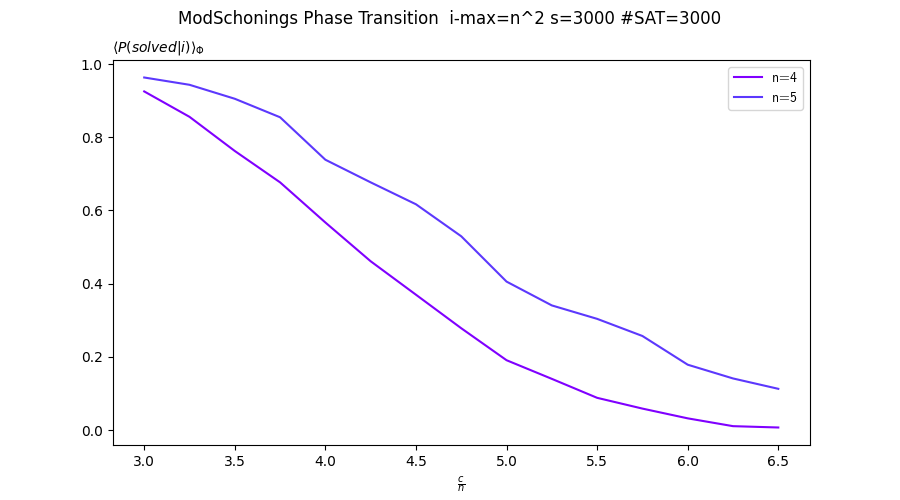 ModSchonings Phase Transition  i-max=n^2 s=3000 #SAT=3000
⟨P(solved|i)⟩Φ
n=4
n=5
1.0
0.8
0.6
0.4
0.2
0.0
3.0 3.5 4.0 4.5 5.0 5.5 6.0 6.5
c/n